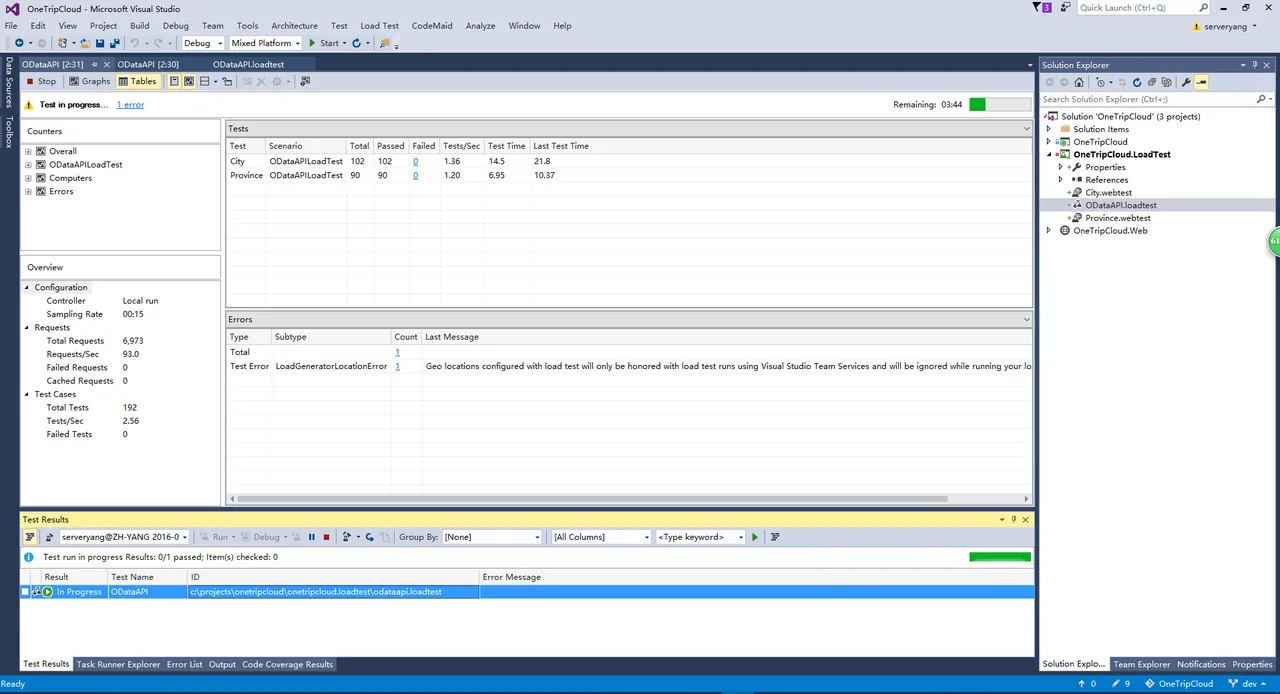 OneTripCloud - Microsoft Visual Studio
3
Quick Launch (Ctrl+Q)
File Edit View Project Build Debug Team Tools Architecture Test Load Test CodeMaid Analyze Window Help
serveryang
Debug Mixed Platform Start
Data Sources
Toolbox
ODataAPI [2:31] ODataAPI [2:30] ODataAPI.loadtest
Stop Graphs Tables
Test in progress... 1 error
Remaining: 03:44
Counters
Overall
ODataAPILoadTest
Computers
Errors
Overview
Configuration
Controller Local run
Sampling Rate 00:15
Requests
Total Requests 6,973
Requests/Sec 93.0
Failed Requests 0
Cached Requests 0
Test Cases
Total Tests 192
Tests/Sec 2.56
Failed Tests 0
Tests
Test Scenario Total Passed Failed Tests/Sec Test Time Last Test Time
City ODataAPILoadTest 102 102 0 1.36 14.5 21.8
Province ODataAPILoadTest 90 90 0 1.20 6.95 10.37
Errors
Type Subtype Count Last Message
Total 1
Test Error LoadGeneratorLocationError 1 Geo locations configured with load test will only be honored with load test runs using Visual Studio Team Services and will be ignored while running your lo
Test Results
serveryang@ZH-YANG 2016-0 Run Debug Group By: [None] [All Columns] <Type keyword>
Test run in progress Results: 0/1 passed; Item(s) checked: 0
Result Test Name ID Error Message
In Progress ODataAPI c:\projects\onetripcloud\onetripcloud.loadtest\odataapi.loadtest
Test Results Task Runner Explorer Error List Output Code Coverage Results
Solution Explorer
Search Solution Explorer (Ctrl+;)
Solution 'OneTripCloud' (3 projects)
Solution Items
OneTripCloud
OneTripCloud.LoadTest
Properties
References
City.webtest
ODataAPI.loadtest
Province.webtest
OneTripCloud.Web
61
Solution Explo... Team Explorer Notifications Properties
Ready
0 9 OneTripCloud dev